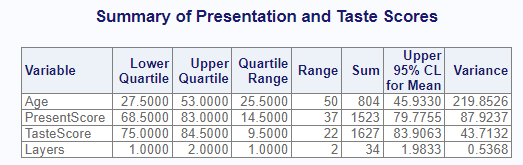 Summary of Presentation and Taste Scores
Variable Lower Quartile Upper Quartile Quartile Range Range Sum Upper 95% CL for Mean Variance
Age 27.5000 53.0000 25.5000 50 804 45.9330 219.8526
PresentScore 68.5000 83.0000 14.5000 37 1523 79.7755 87.9237
TasteScore 75.0000 84.5000 9.5000 22 1627 83.9063 43.7132
Layers 1.0000 2.0000 1.0000 2 34 1.9833 0.5368